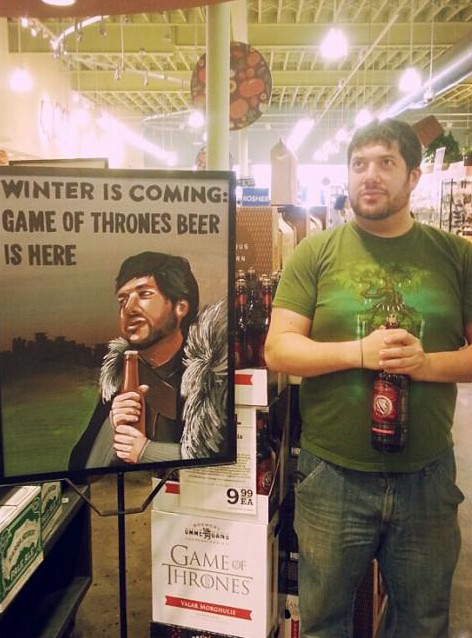 WINTER IS COMING:
GAME OF THRONES BEER
IS HERE
KOSHER
9 99
EA
BREWERY
OMMEGANG
GAME OF
THRONES
VALAR MORGHULIS